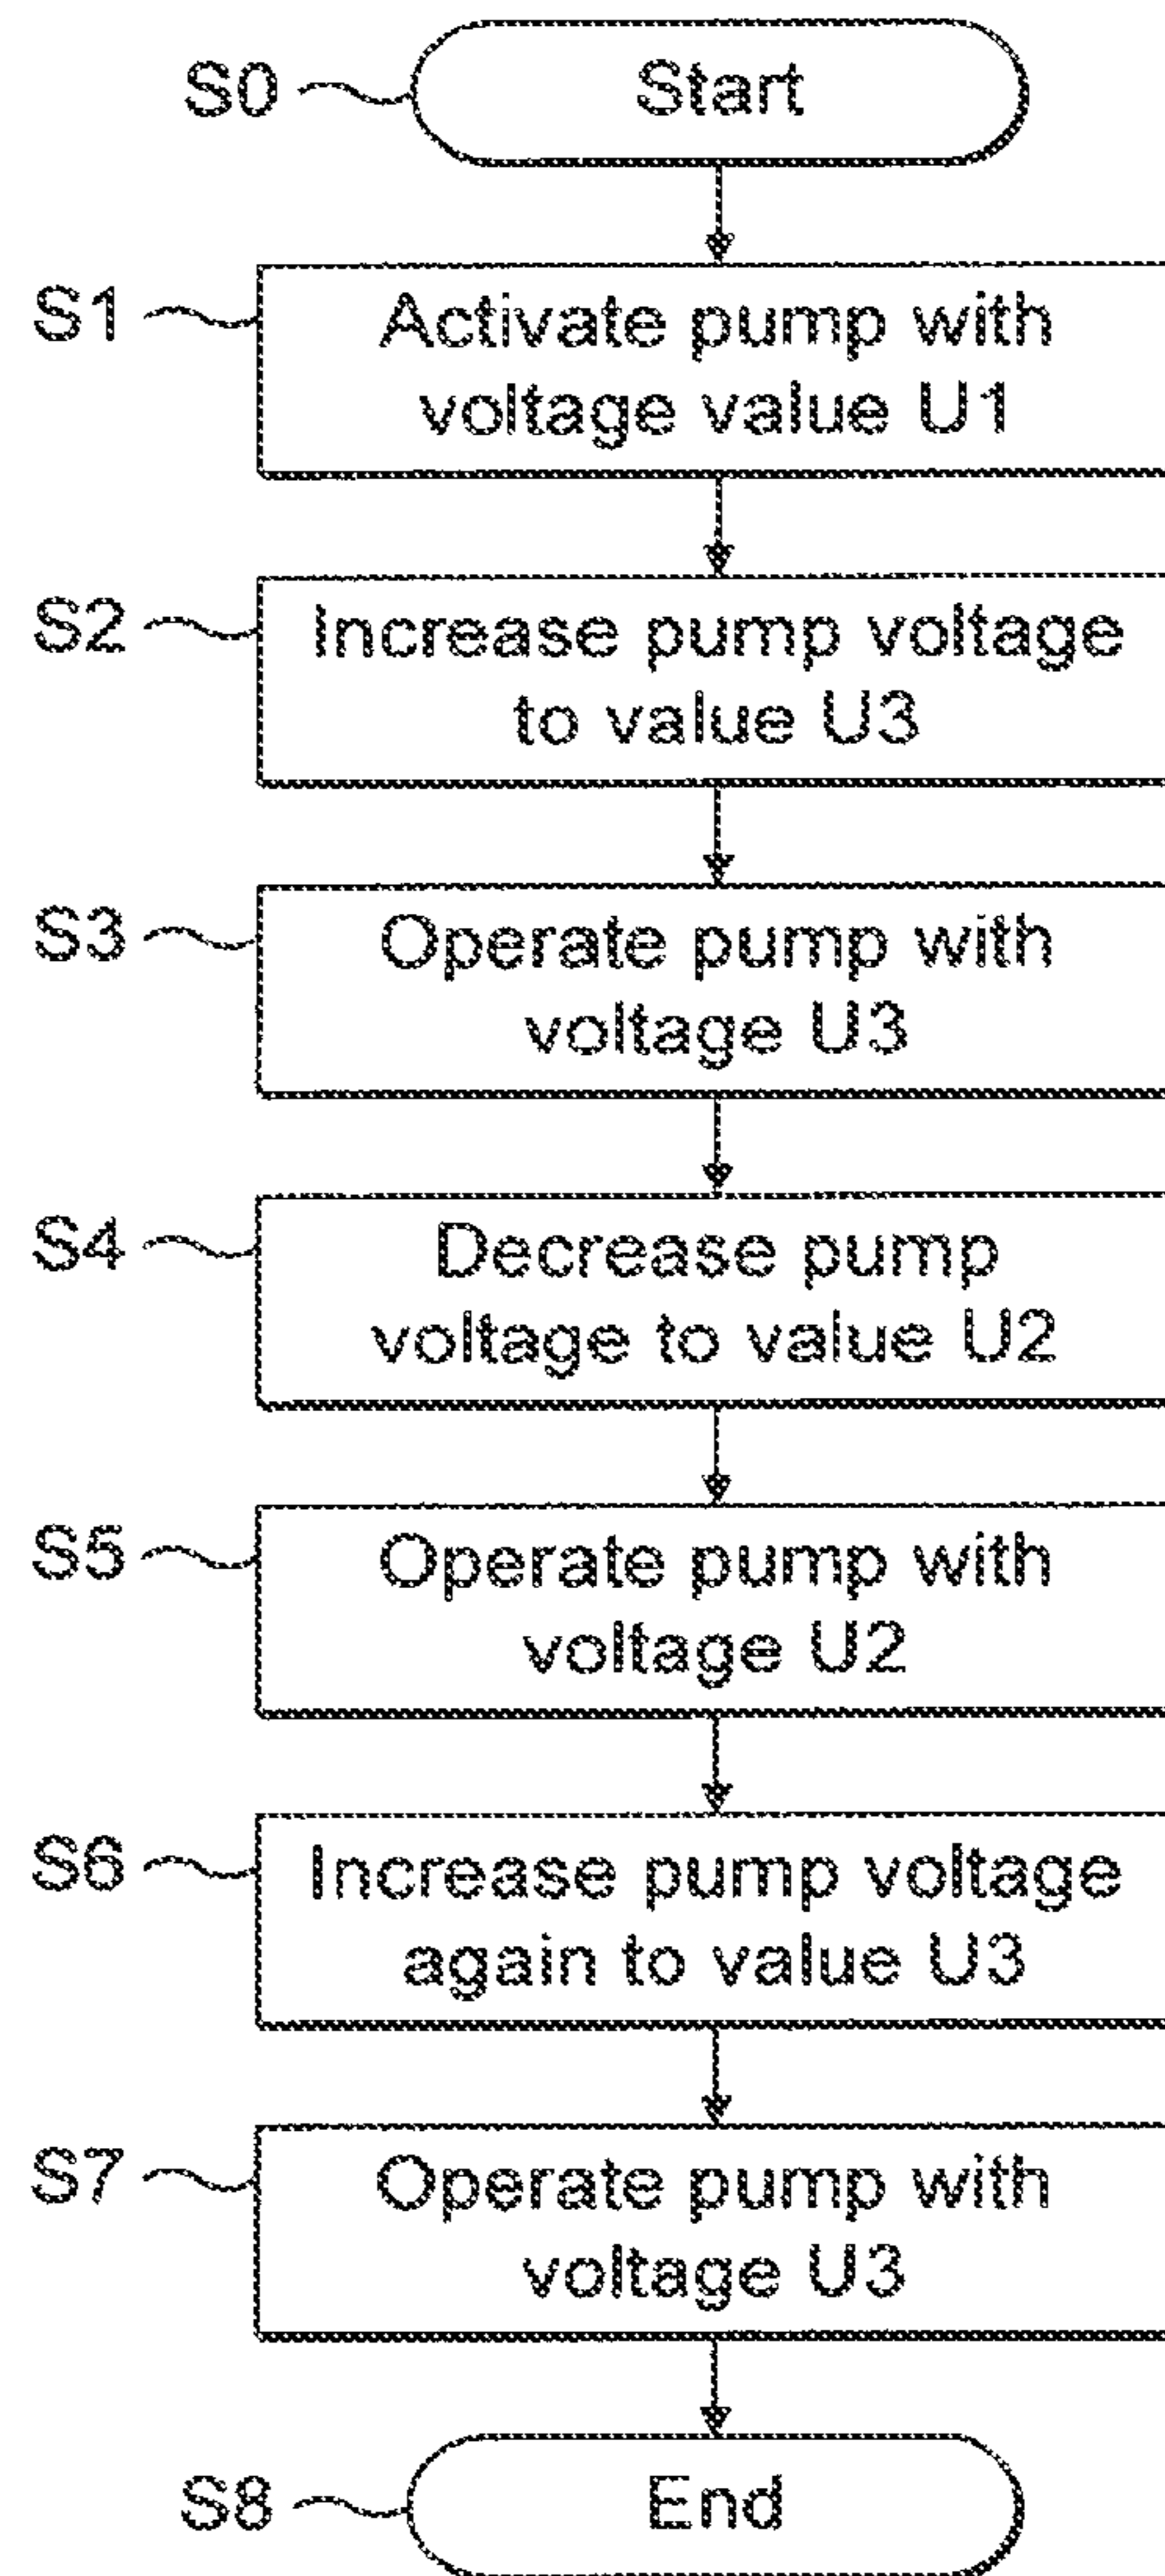 S0
Start
S1
Activate pump with
voltage value U1
S2
Increase pump voltage
to value U3
S3
Operate pump with
voltage U3
S4
Decrease pump
voltage to value U2
S5
Operate pump with
voltage U2
S6
Increase pump voltage
again to value U3
S7
Operate pump with
voltage U3
S8
End